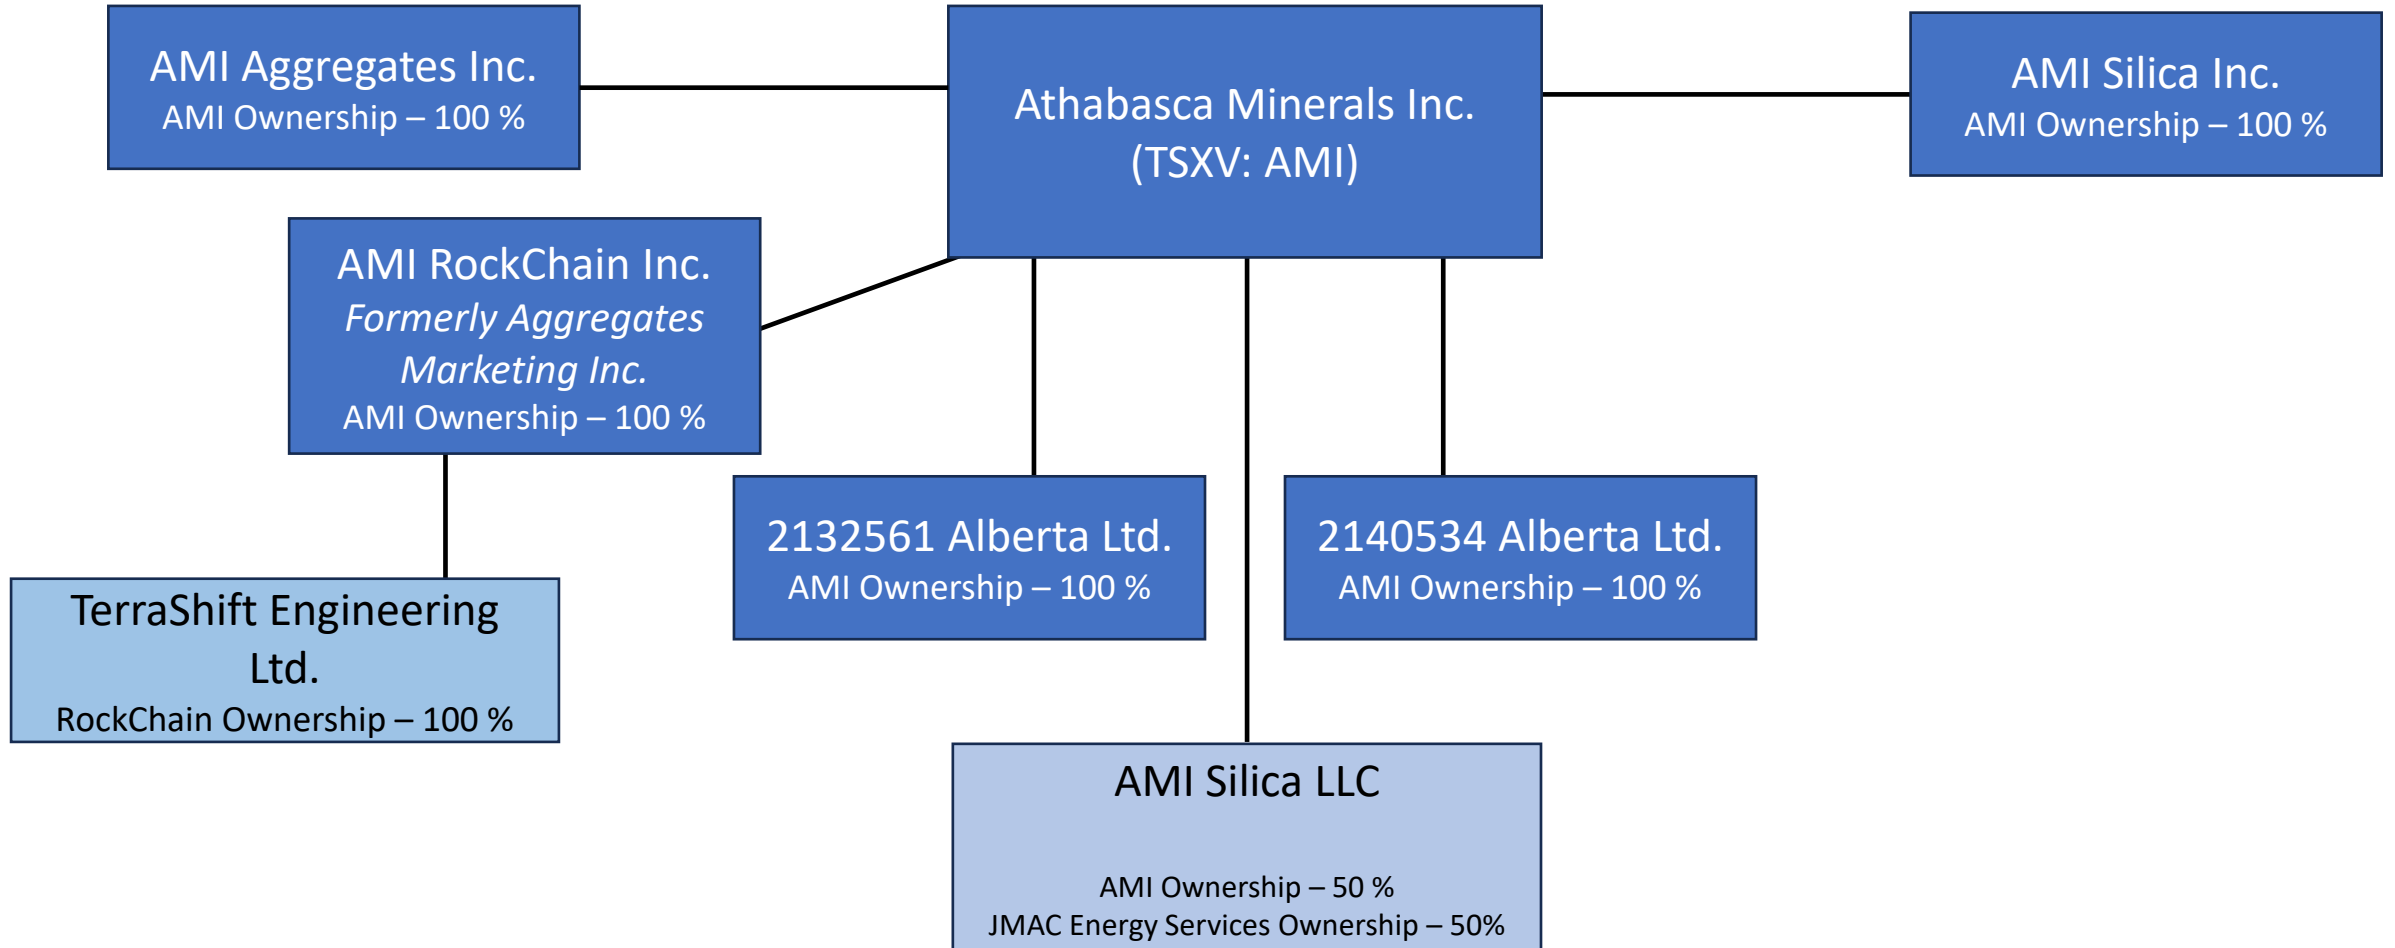 AMI Aggregates Inc.
AMI Ownership – 100 %
Athabasca Minerals Inc.
(TSXV: AMI)
AMI Silica Inc.
AMI Ownership – 100 %
AMI RockChain Inc.
Formerly Aggregates
Marketing Inc.
AMI Ownership – 100 %
2132561 Alberta Ltd.
AMI Ownership – 100 %
2140534 Alberta Ltd.
AMI Ownership – 100 %
TerraShift Engineering
Ltd.
RockChain Ownership – 100 %
AMI Silica LLC
AMI Ownership – 50 %
JMAC Energy Services Ownership – 50%